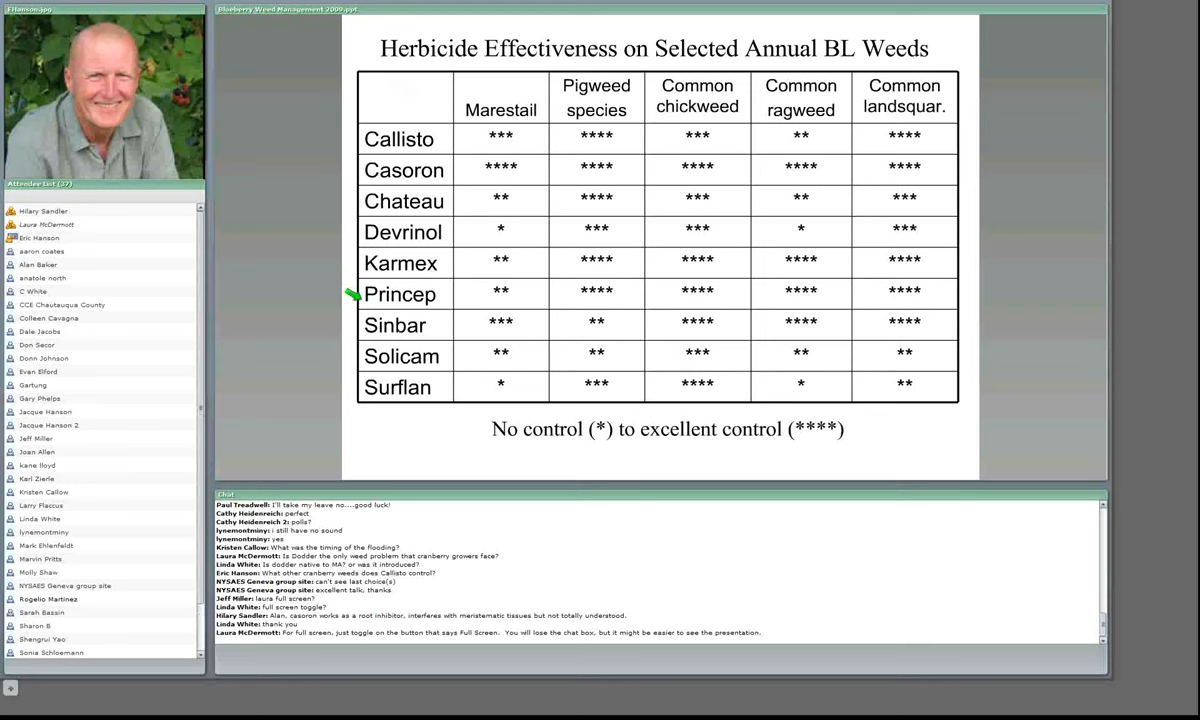 EHanson.jpg
Attendee List (37)
Hilary Sandler
Laura McDermott
Eric Hanson
aaron coates
Alan Baker
anatole north
C White
CCE Chautauqua County
Colleen Cavagna
Dale Jacobs
Don Secor
Donn Johnson
Evan Elford
Gartung
Gary Phelps
Jacque Hanson
Jacque Hanson 2
Jeff Miller
Joan Allen
kane lloyd
Karl Zierle
Kristen Callow
Larry Flaccus
Linda White
lynemontminy
Mark Ehlenfeldt
Marvin Pritts
Molly Shaw
NYSAES Geneva group site
Rogelio Martinez
Sarah Bassin
Sharon B
Shengrui Yao
Sonia Schloemann
Blueberry Weed Management 2009.ppt
Herbicide Effectiveness on Selected Annual BL Weeds
Marestail Pigweed species Common chickweed Common ragweed Common landsquar.
Callisto *** **** *** ** ****
Casoron **** **** **** **** ****
Chateau ** **** *** ** ***
Devrinol * *** *** * ***
Karmex ** **** **** **** ****
Princep ** **** **** **** ****
Sinbar *** ** **** **** ****
Solicam ** ** *** ** **
Surflan * *** **** * **
No control (*) to excellent control (****)
Chat
Paul Treadwell: I'll take my leave no....good luck!
Cathy Heidenreich: perfect
Cathy Heidenreich 2: polls?
lynemontminy: i still have no sound
lynemontminy: yes
Kristen Callow: What was the timing of the flooding?
Laura McDermott: Is Dodder the only weed problem that cranberry growers face?
Linda White: Is dodder native to MA? or was it introduced?
Eric Hanson: What other cranberry weeds does Callisto control?
NYSAES Geneva group site: can't see last choice(s)
NYSAES Geneva group site: excellent talk, thanks
Jeff Miller: laura full screen?
Linda White: full screen toggle?
Hilary Sandler: Alan, casoron works as a root inhibitor, interferes with meristematic tissues but not totally understood.
Linda White: thank you
Laura McDermott: For full screen, just toggle on the button that says Full Screen. You will lose the chat box, but it might be easier to see the presentation.